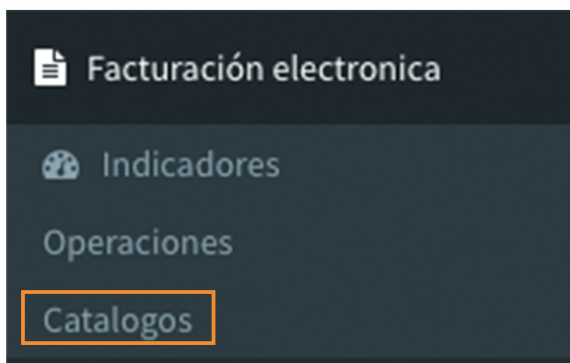 Facturación electronica
Indicadores
Operaciones
Catalogos